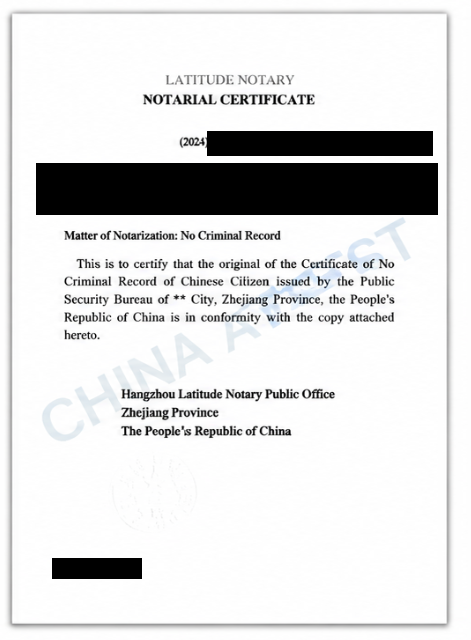 LATITUDE NOTARY
NOTARIAL CERTIFICATE
(2024)
Matter of Notarization: No Criminal Record
This is to certify that the original of the Certificate of No
Criminal Record of Chinese Citizen issued by the Public
Security Bureau of ** City, Zhejiang Province, the People's
Republic of China is in conformity with the copy attached
hereto.
CHINA ATTEST
Hangzhou Latitude Notary Public Office
Zhejiang Province
The People's Republic of China